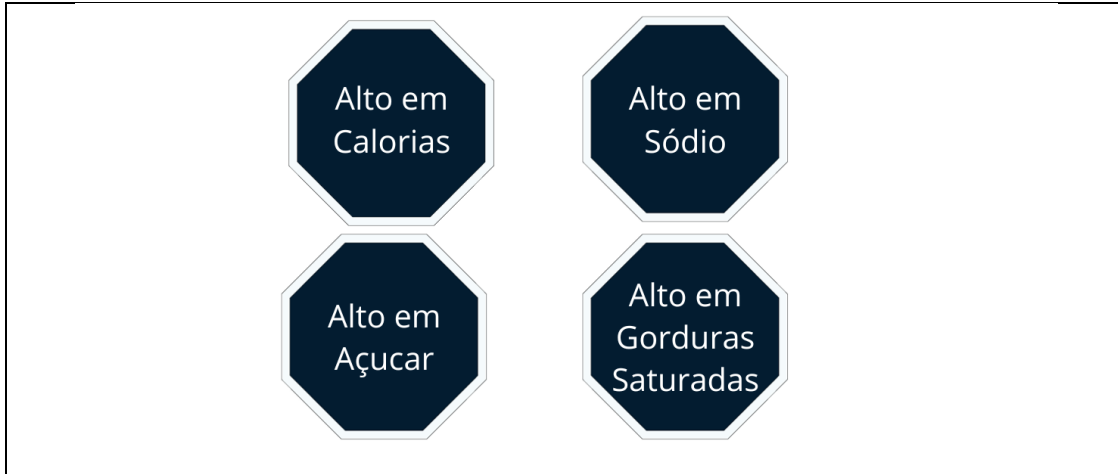 Alto em
Calorias
Alto em
Sódio
Alto em
Açucar
Alto em
Gorduras
Saturadas